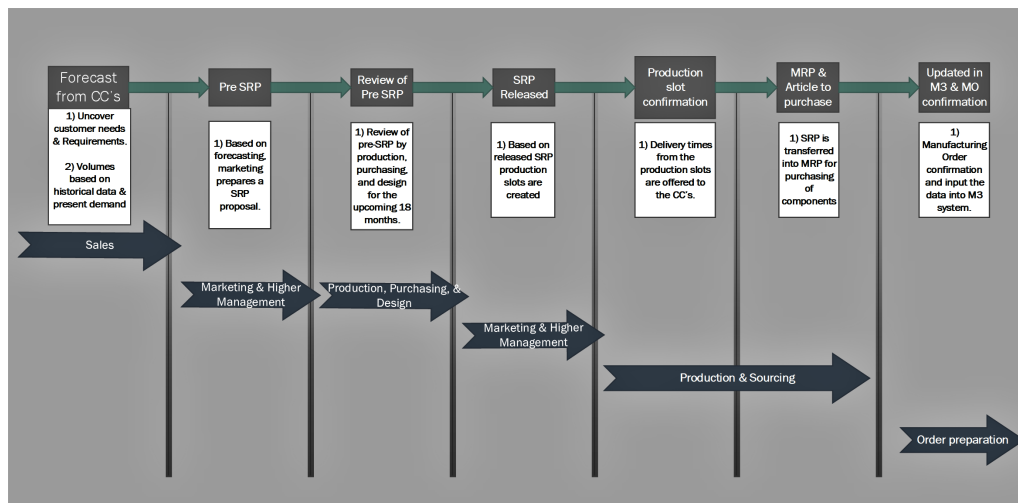 Forecast
from CC's
Pre SRP
Review of
Pre SRP
SRP
Released
Production
slot
confirmation
MRP &
Article to
purchase
Updated in
M3 & MO
confirmation
1) Uncover
customer needs
& Requirements.
2) Volumes
based on
historical data &
present demand
1) Based on
forecasting,
marketing
prepares a
SRP
proposal.
1) Review of
pre-SRP by
production,
purchasing,
and design
for the
upcoming 18
months.
1) Based on
released SRP
production
slots are
created
1) Delivery times
from the
production slots
are offered to
the CC's.
1) SRP is
transferred
into MRP for
purchasing
of
components
1)
Manufacturing
Order
confirmation
and input the
data into M3
system.
Sales
Marketing & Higher
Management
Production, Purchasing, &
Design
Marketing & Higher
Management
Production & Sourcing
Order preparation